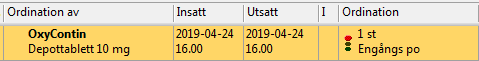 Ordination av Insatt Utsatt I Ordination
OxyContin 2019-04-24 2019-04-24 1 st
Depottablett 10 mg 16.00 16.00 Engångs po